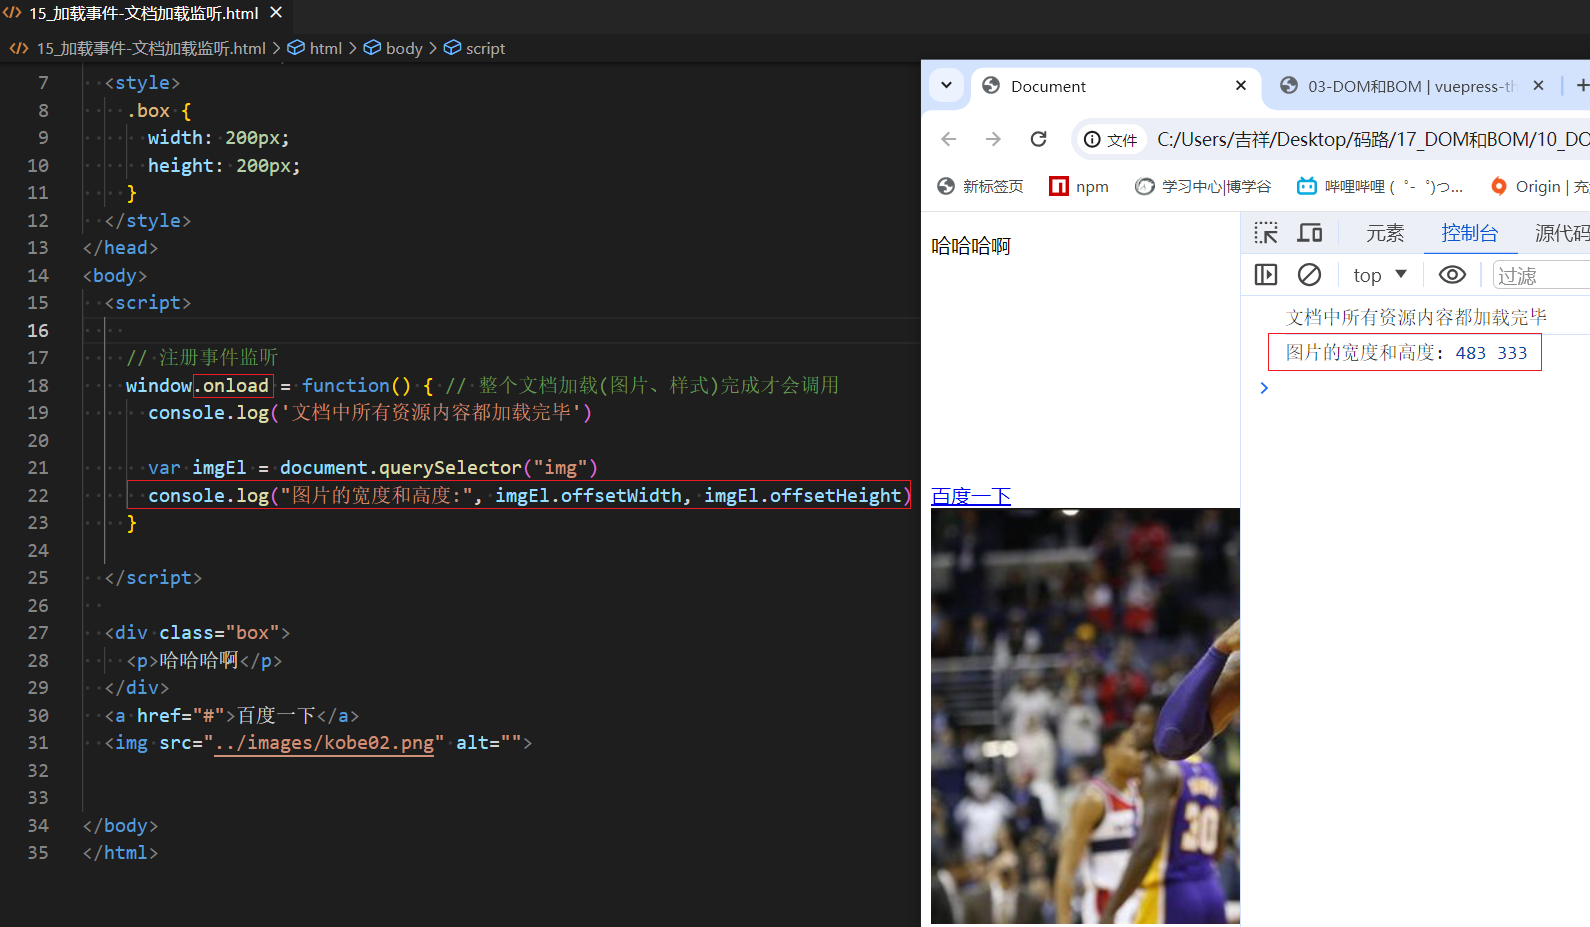 15_加载事件-文档加载监听.html
15_加载事件-文档加载监听.html > html > body > script
7 <style>
8 .box {
9 width: 200px;
10 height: 200px;
11 }
12 </style>
13 </head>
14 <body>
15 <script>
16
17 // 注册事件监听
18 window.onload = function() { // 整个文档加载(图片、样式)完成才会调用
19 console.log('文档中所有资源内容都加载完毕')
20
21 var imgEl = document.querySelector("img")
22 console.log("图片的宽度和高度:", imgEl.offsetWidth, imgEl.offsetHeight)
23 }
24
25 </script>
26
27 <div class="box">
28 <p>哈哈哈啊</p>
29 </div>
30 <a href="#">百度一下</a>
31 <img src="../images/kobe02.png" alt="">
32
33
34 </body>
35 </html>
Document
03-DOM和BOM | vuepress-th
文件 C:/Users/吉祥/Desktop/码路/17_DOM和BOM/10_DO
新标签页 npm 学习中心|博学谷 哔哩哔哩 ( ゜- ゜)つ... Origin | 充
哈哈哈啊
百度一下
元素 控制台 源代码
top 过滤
文档中所有资源内容都加载完毕
图片的宽度和高度: 483 333
>
30